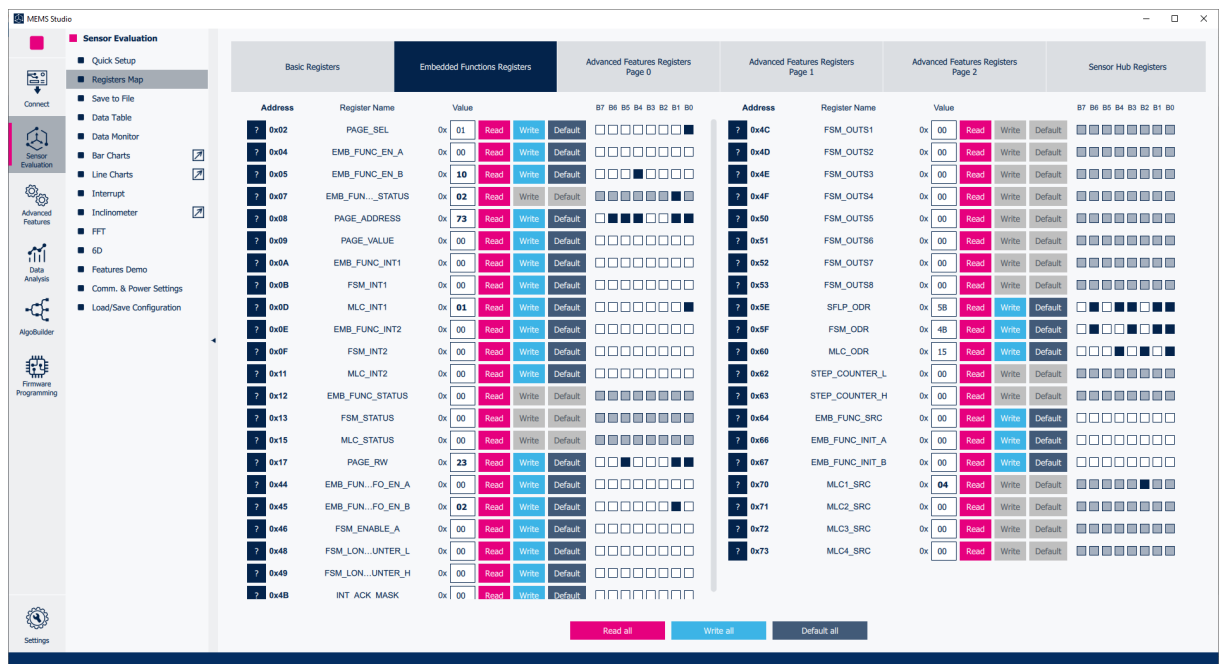 MEMS Studio
Connect
Sensor
Evaluation
Advanced
Features
Data
Analysis
AlgoBuilder
Firmware
Programming
Settings
Sensor Evaluation
Quick Setup
Registers Map
Save to File
Data Table
Data Monitor
Bar Charts
Line Charts
Interrupt
Inclinometer
FFT
6D
Features Demo
Comm. & Power Settings
Load/Save Configuration
Basic Registers
Embedded Functions Registers
Advanced Features Registers
Page 0
Advanced Features Registers
Page 1
Advanced Features Registers
Page 2
Sensor Hub Registers
Address Register Name Value B7 B6 B5 B4 B3 B2 B1 B0
? 0x02 PAGE_SEL 0x 01 Read Write Default
? 0x04 EMB_FUNC_EN_A 0x 00 Read Write Default
? 0x05 EMB_FUNC_EN_B 0x 10 Read Write Default
? 0x07 EMB_FUN..._STATUS 0x 02 Read Write Default
? 0x08 PAGE_ADDRESS 0x 73 Read Write Default
? 0x09 PAGE_VALUE 0x 00 Read Write Default
? 0x0A EMB_FUNC_INT1 0x 00 Read Write Default
? 0x0B FSM_INT1 0x 00 Read Write Default
? 0x0D MLC_INT1 0x 01 Read Write Default
? 0x0E EMB_FUNC_INT2 0x 00 Read Write Default
? 0x0F FSM_INT2 0x 00 Read Write Default
? 0x11 MLC_INT2 0x 00 Read Write Default
? 0x12 EMB_FUNC_STATUS 0x 00 Read Write Default
? 0x13 FSM_STATUS 0x 00 Read Write Default
? 0x15 MLC_STATUS 0x 00 Read Write Default
? 0x17 PAGE_RW 0x 23 Read Write Default
? 0x44 EMB_FUN...FO_EN_A 0x 00 Read Write Default
? 0x45 EMB_FUN...FO_EN_B 0x 02 Read Write Default
? 0x46 FSM_ENABLE_A 0x 00 Read Write Default
? 0x48 FSM_LON...UNTER_L 0x 00 Read Write Default
? 0x49 FSM_LON...UNTER_H 0x 00 Read Write Default
? 0x4B INT_ACK_MASK 0x 00 Read Write Default
Address Register Name Value B7 B6 B5 B4 B3 B2 B1 B0
? 0x4C FSM_OUTS1 0x 00 Read Write Default
? 0x4D FSM_OUTS2 0x 00 Read Write Default
? 0x4E FSM_OUTS3 0x 00 Read Write Default
? 0x4F FSM_OUTS4 0x 00 Read Write Default
? 0x50 FSM_OUTS5 0x 00 Read Write Default
? 0x51 FSM_OUTS6 0x 00 Read Write Default
? 0x52 FSM_OUTS7 0x 00 Read Write Default
? 0x53 FSM_OUTS8 0x 00 Read Write Default
? 0x5E SFLP_ODR 0x 5B Read Write Default
? 0x5F FSM_ODR 0x 4B Read Write Default
? 0x60 MLC_ODR 0x 15 Read Write Default
? 0x62 STEP_COUNTER_L 0x 00 Read Write Default
? 0x63 STEP_COUNTER_H 0x 00 Read Write Default
? 0x64 EMB_FUNC_SRC 0x 00 Read Write Default
? 0x66 EMB_FUNC_INIT_A 0x 00 Read Write Default
? 0x67 EMB_FUNC_INIT_B 0x 00 Read Write Default
? 0x70 MLC1_SRC 0x 04 Read Write Default
? 0x71 MLC2_SRC 0x 00 Read Write Default
? 0x72 MLC3_SRC 0x 00 Read Write Default
? 0x73 MLC4_SRC 0x 00 Read Write Default
Read all Write all Default all